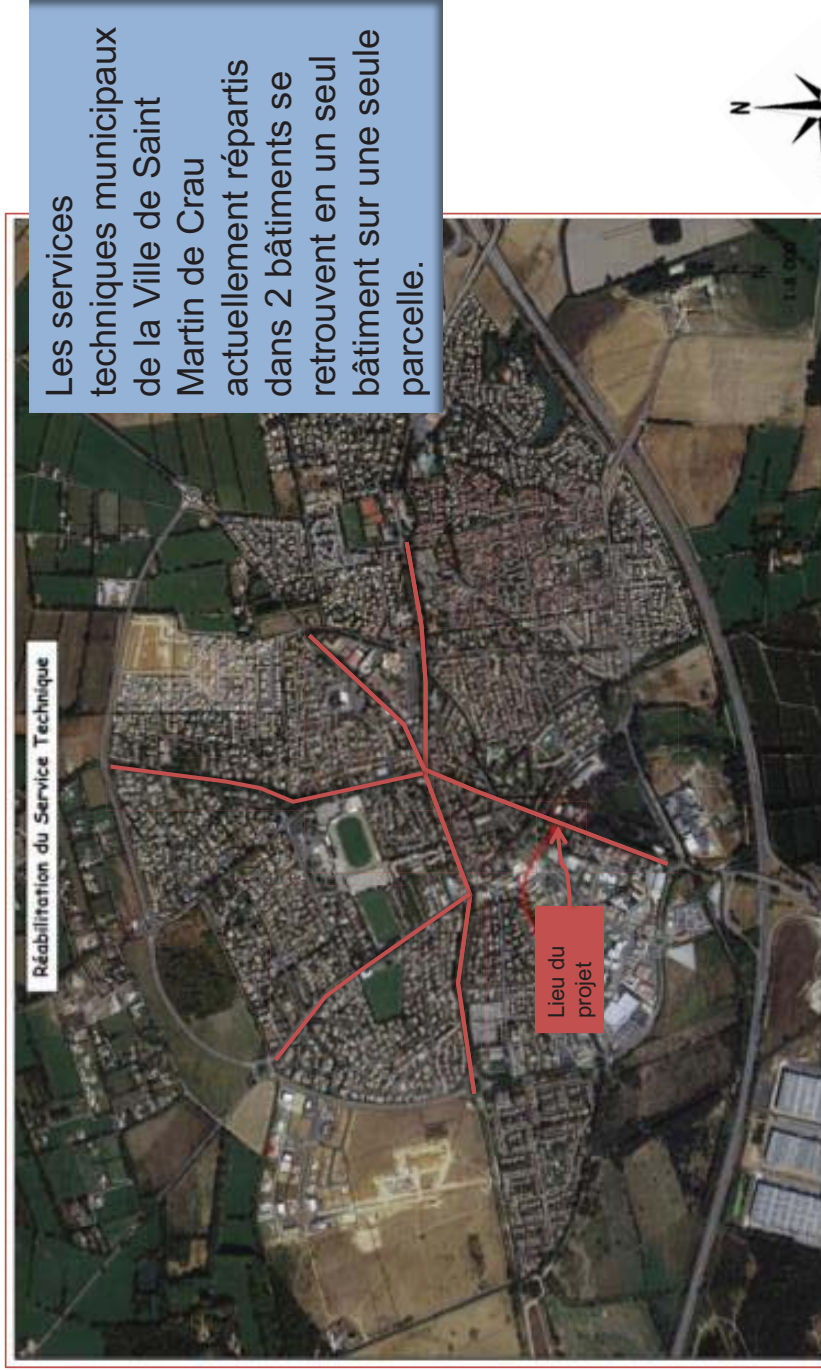 Réabilitation du Service Technique
Les services
techniques municipaux
de la Ville de Saint
Martin de Crau
actuellement répartis
dans 2 bâtiments se
retrouvent en un seul
bâtiment sur une seule
parcelle.
Lieu du
projet
N